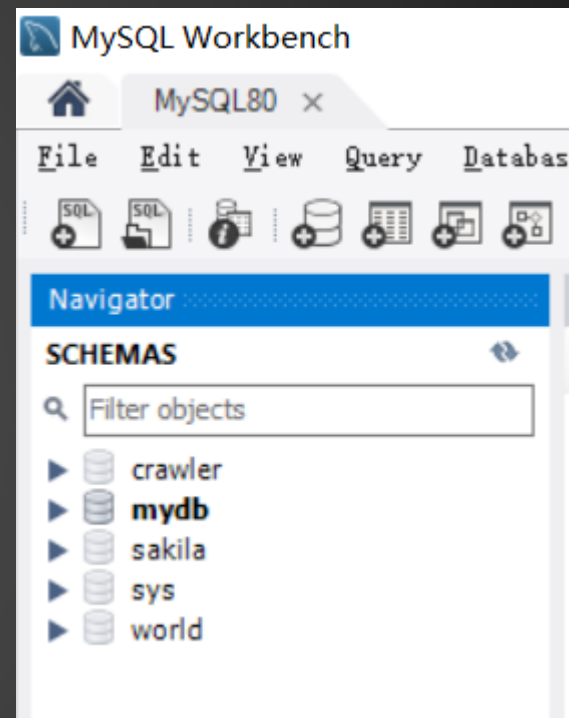 MySQL Workbench
MySQL80
File Edit View Query Databas
SQL SQL
Navigator
SCHEMAS
Filter objects
crawler
mydb
sakila
sys
world